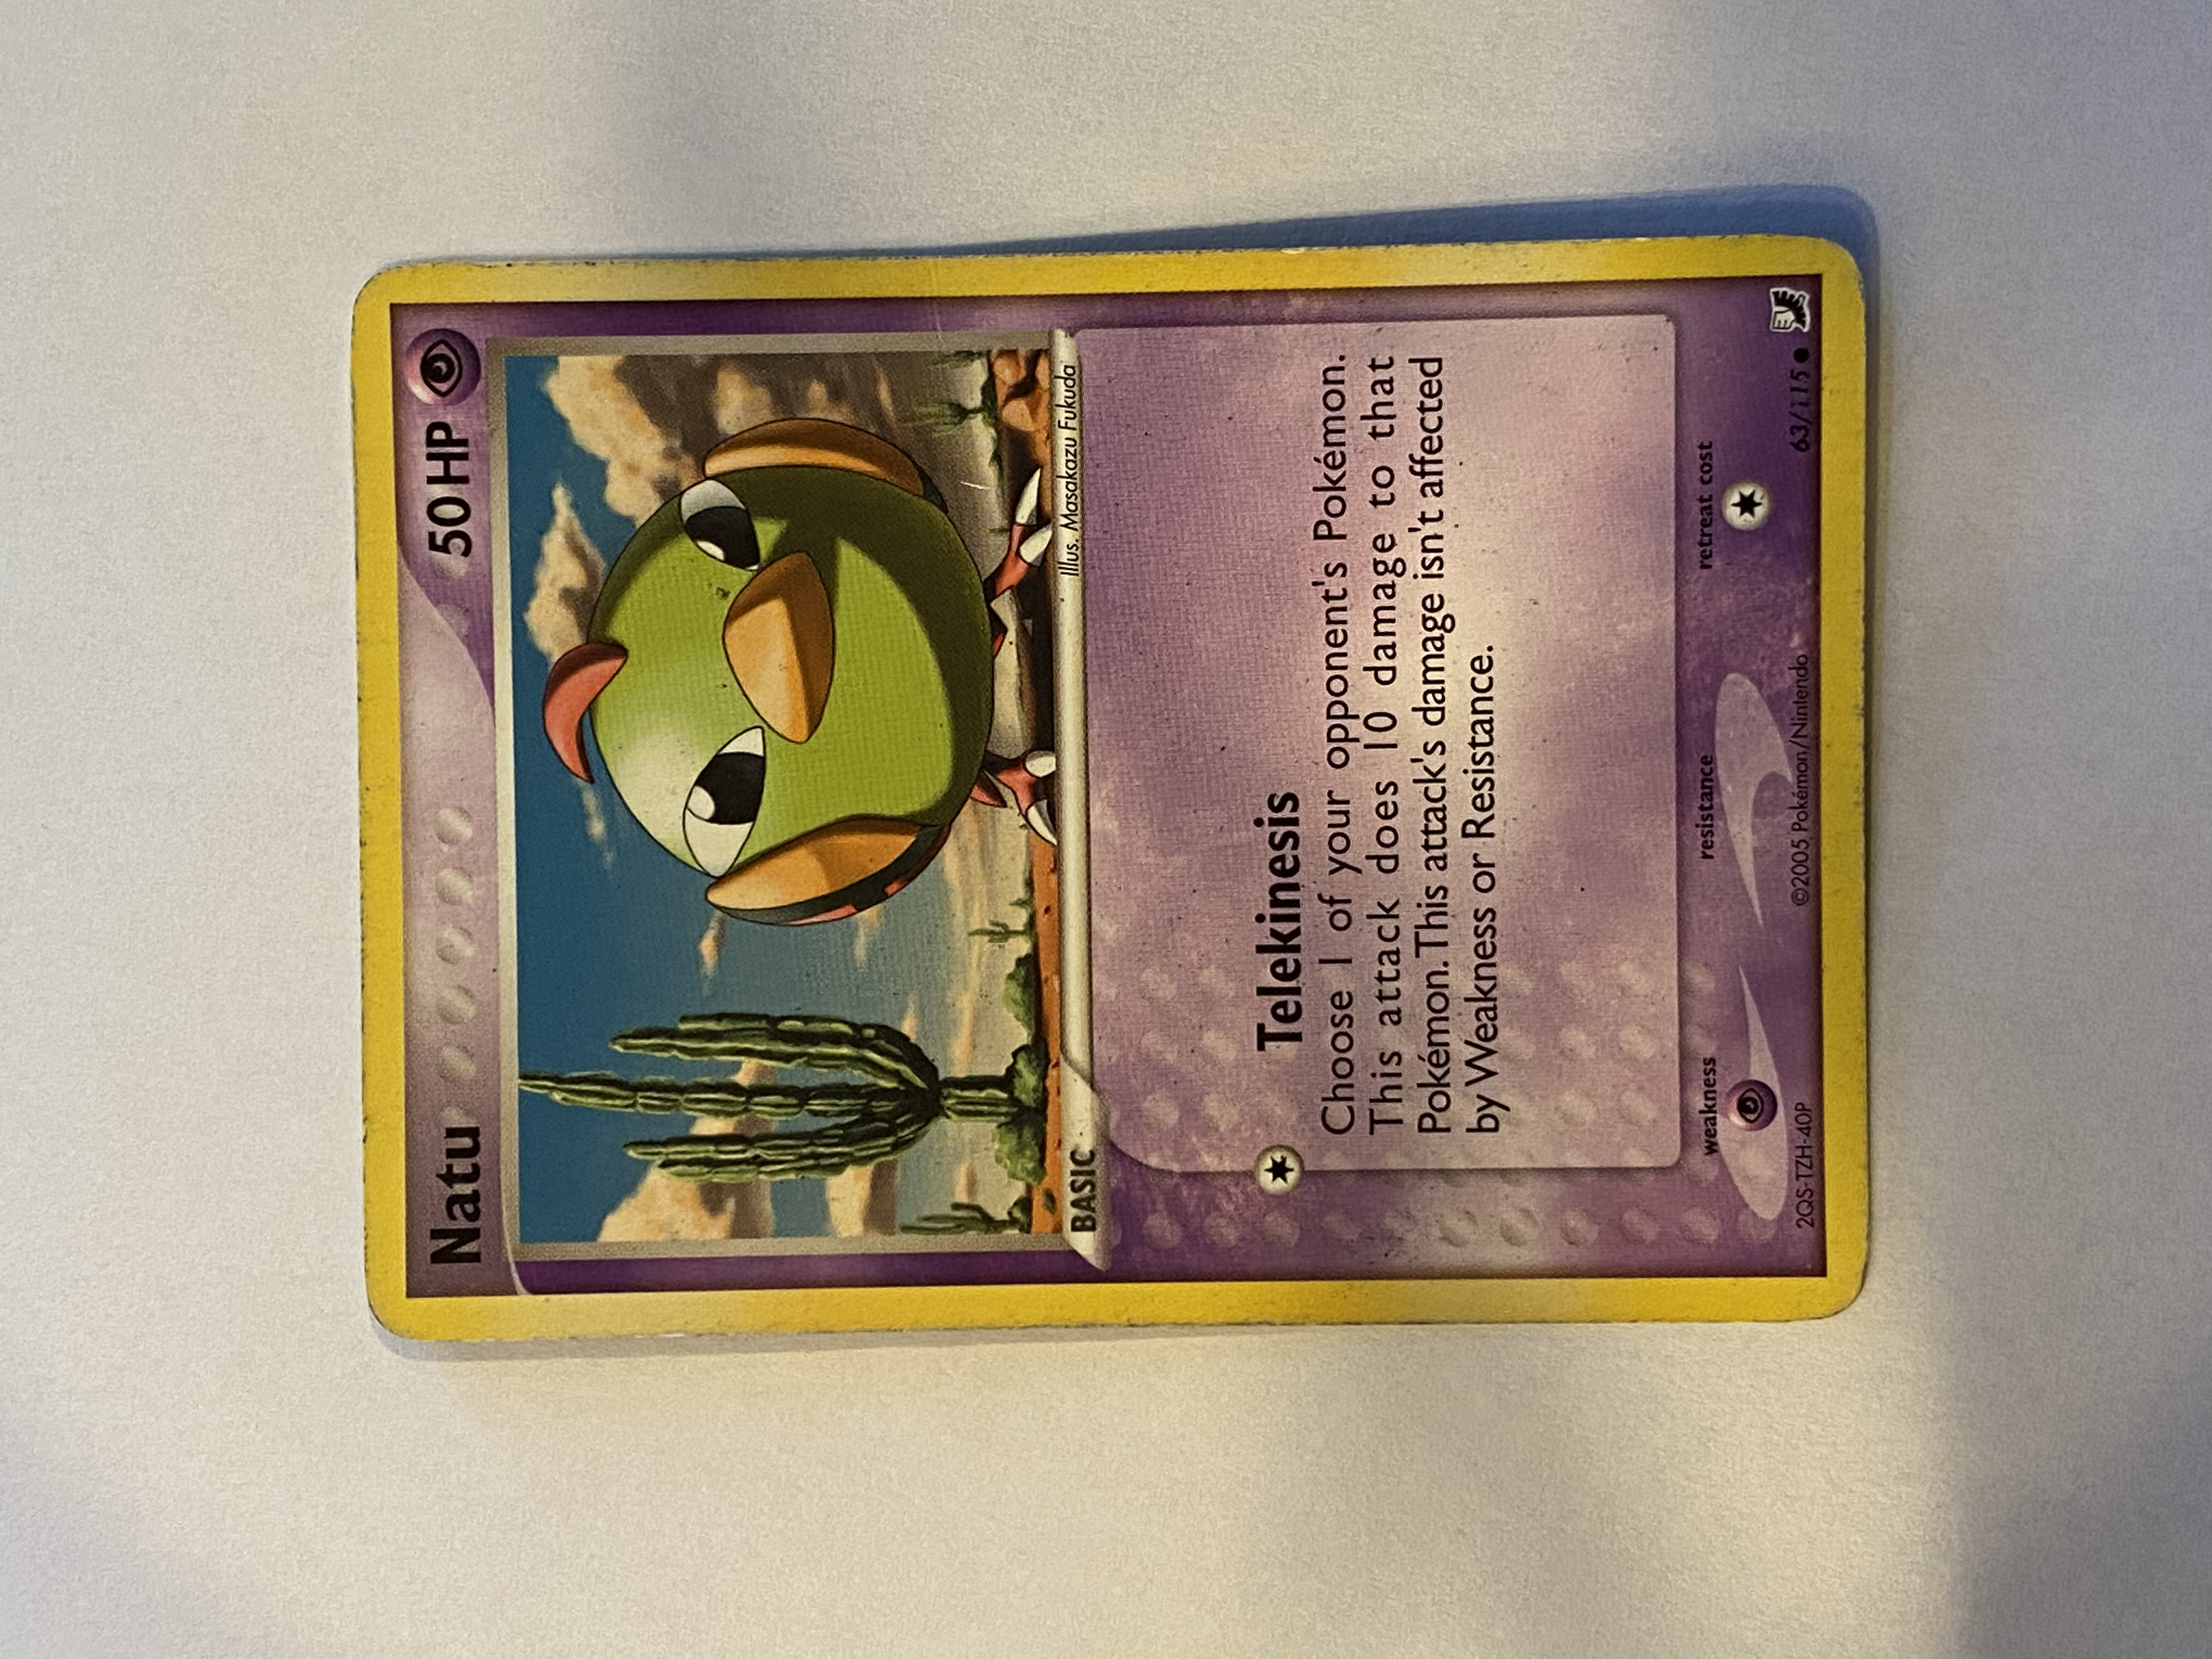 Natu 50 HP
BASIC Illus. Masakazu Fukuda
Telekinesis
Choose 1 of your opponent's Pokémon.
This attack does 10 damage to that
Pokémon. This attack's damage isn't affected
by Weakness or Resistance.
weakness resistance retreat cost
2QS-TZH-40P ©2005 Pokémon/Nintendo 63/115